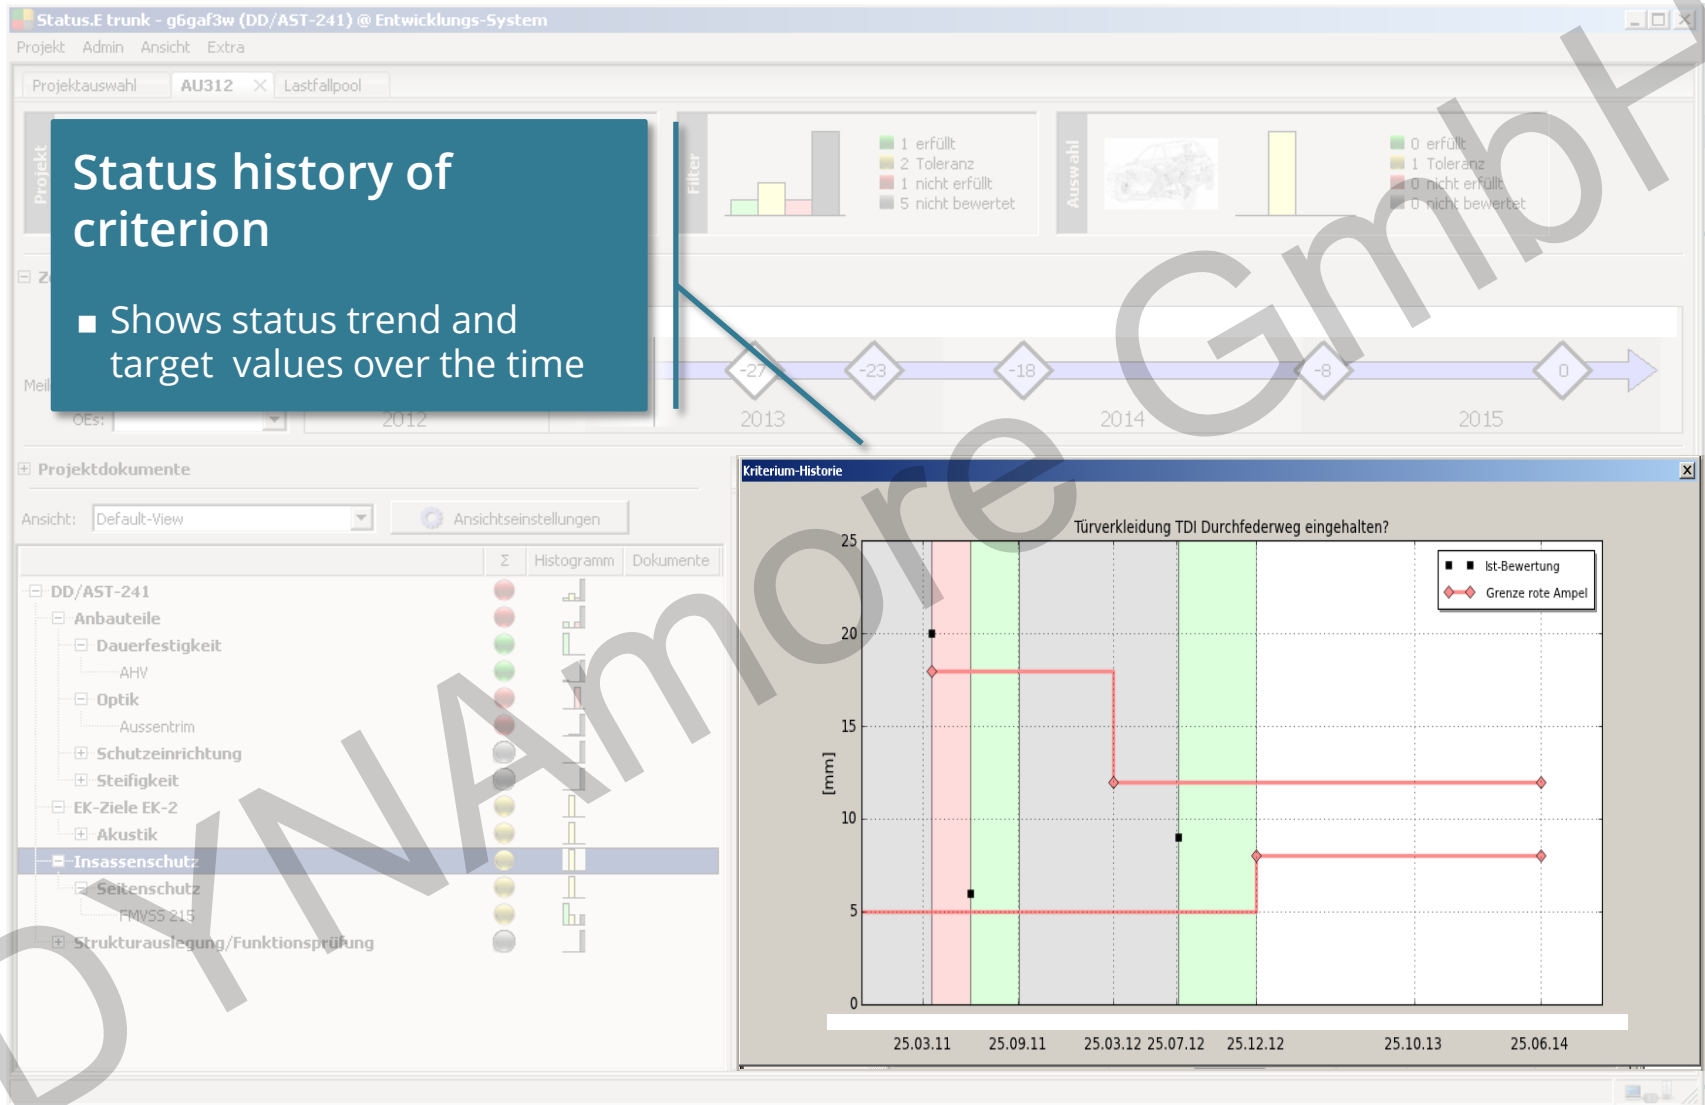 Status.E trunk - g6gaf3w (DD/AST-241) @ Entwicklungs-System
Projekt Admin Ansicht Extra
Projektauswahl AU312 Lastfallpool
Projekt
Status history of
criterion
■ Shows status trend and
target values over the time
Filter
1 erfüllt
2 Toleranz
1 nicht erfüllt
5 nicht bewertet
Auswahl
0 erfüllt
1 Toleranz
0 nicht erfüllt
0 nicht bewertet
-27 -23 -18 -8 0
OEs:
2012 2013 2014 2015
Projektdokumente
Ansicht: Default-View Ansichtseinstellungen
Σ Histogramm Dokumente
DD/AST-241
Anbauteile
Dauerfestigkeit
AHV
Optik
Aussentrim
Schutzeinrichtung
Steifigkeit
EK-Ziele EK-2
Akustik
Insassenschutz
Seitenschutz
FMVSS 215
Strukturauslegung/Funktionsprüfung
Kriterium-Historie
Türverkleidung TDI Durchfederweg eingehalten?
Ist-Bewertung
Grenze rote Ampel
25
20
15
10
5
0
[mm]
25.03.11 25.09.11 25.03.12 25.07.12 25.12.12 25.10.13 25.06.14
DYNAmore GmbH